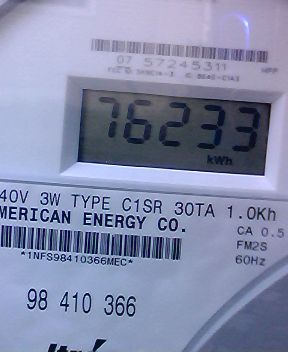 07 57245311
76233
kWh
40V 3W TYPE C1SR 30TA 1.0Kh
MERICAN ENERGY CO.
CA 0.5
FM2S
60Hz
*1NFS98410366MEC*
98 410 366